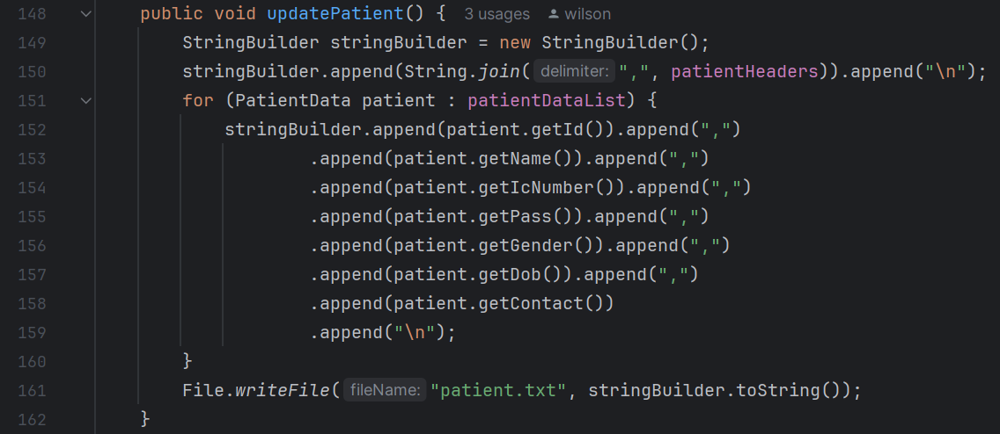 148 public void updatePatient() { 3 usages wilson
149 StringBuilder stringBuilder = new StringBuilder();
150 stringBuilder.append(String.join( delimiter: ",", patientHeaders)).append("\n");
151 for (PatientData patient : patientDataList) {
152 stringBuilder.append(patient.getId()).append(",")
153 .append(patient.getName()).append(",")
154 .append(patient.getIcNumber()).append(",")
155 .append(patient.getPass()).append(",")
156 .append(patient.getGender()).append(",")
157 .append(patient.getDob()).append(",")
158 .append(patient.getContact())
159 .append("\n");
160 }
161 File.writeFile( fileName: "patient.txt", stringBuilder.toString());
162 }